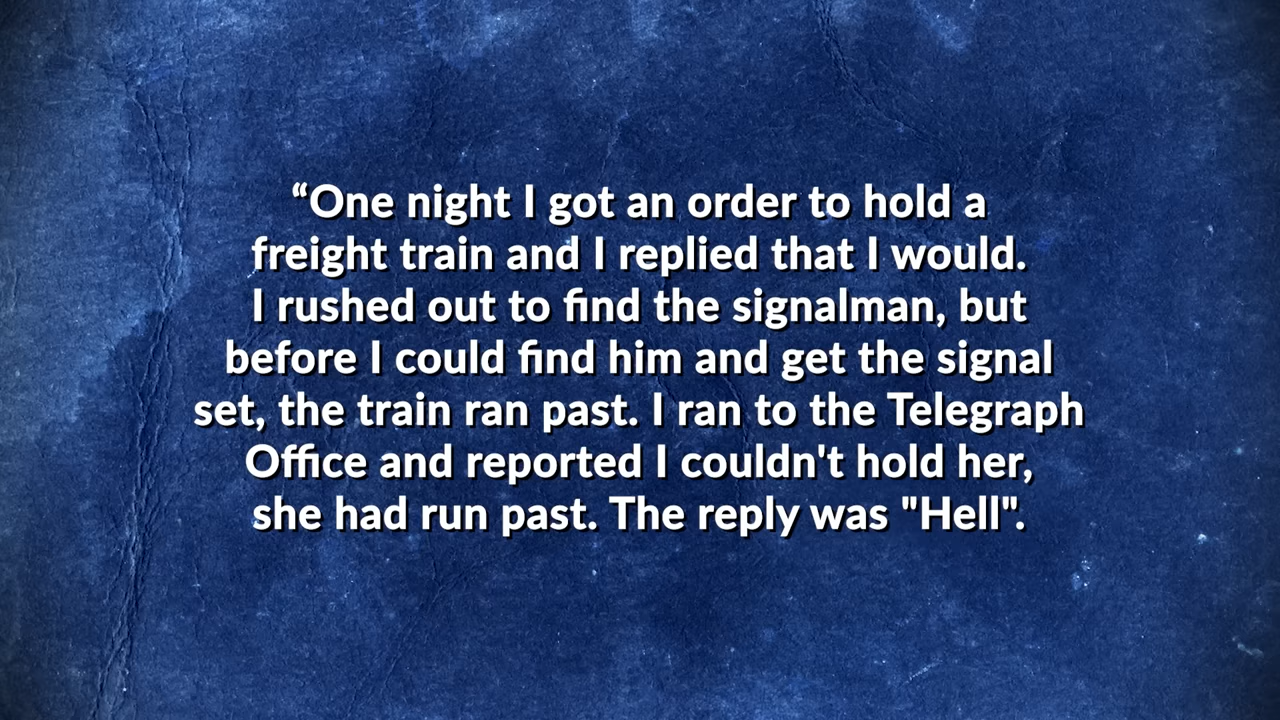 “One night I got an order to hold a
freight train and I replied that I would.
I rushed out to find the signalman, but
before I could find him and get the signal
set, the train ran past. I ran to the Telegraph
Office and reported I couldn't hold her,
she had run past. The reply was "Hell".